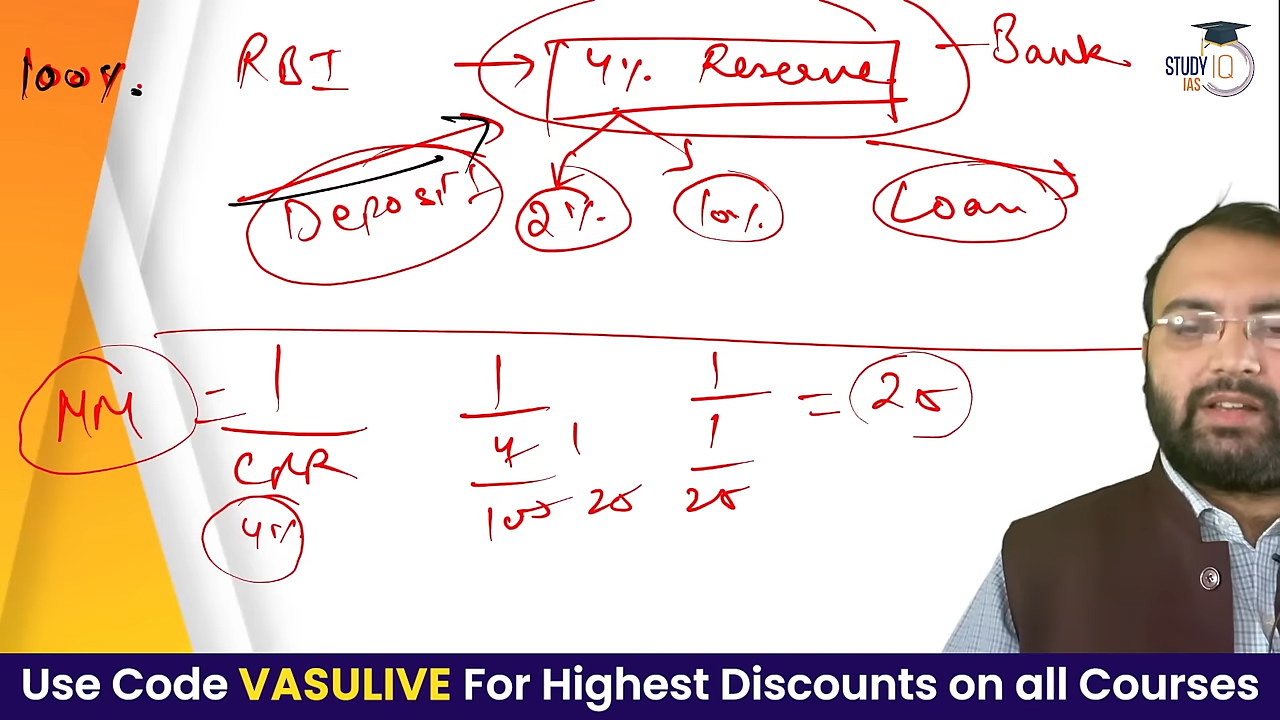 100%. RBI 4% Reserve Bank.
STUDY IQ
IAS
Deposit 2% 10% Loan
MM = 1 / CRR 1 / 4 / 100 1 25 1 / 1 / 25 = 25
4%
Use Code VASULIVE For Highest Discounts on all Courses